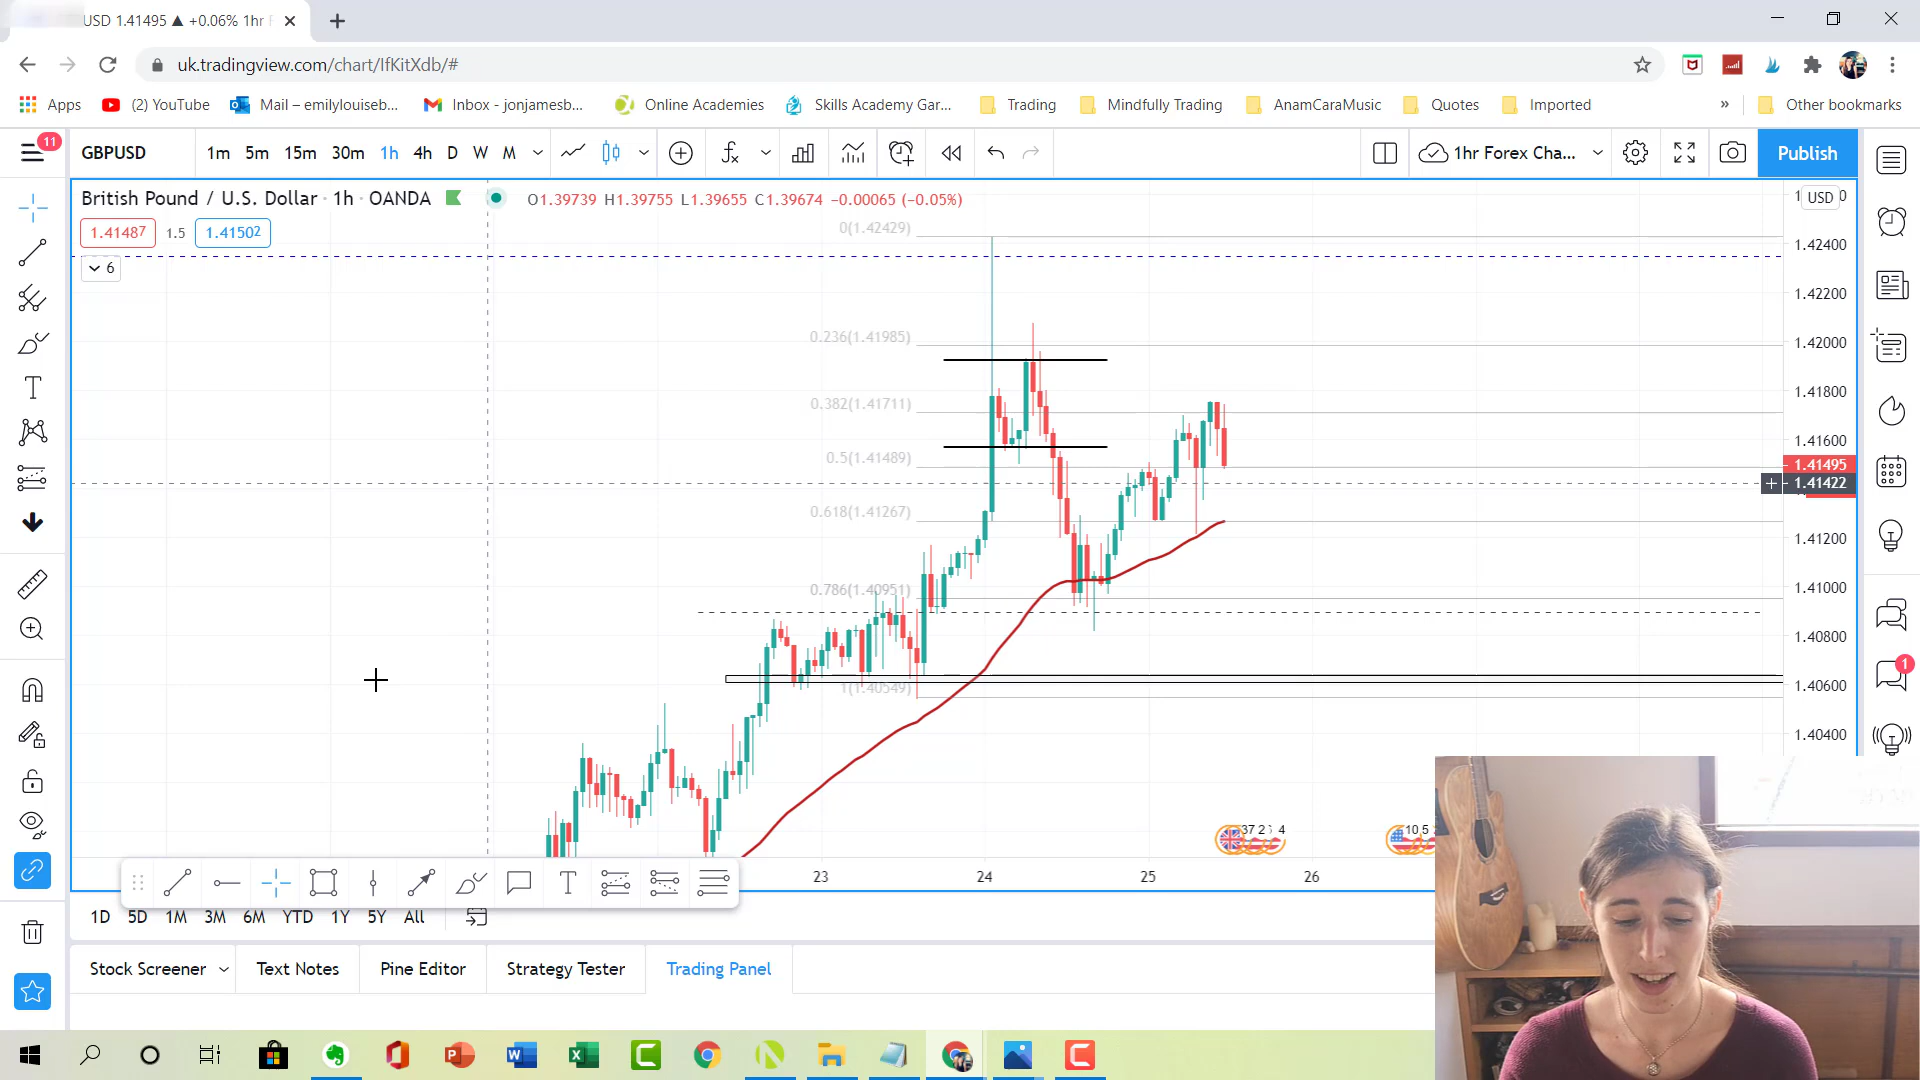 USD 1.41495 ▲ +0.06% 1hr F
uk.tradingview.com/chart/IfKitXdb/#
Apps (2) YouTube Mail – emilylouiseb... Inbox - jonjamesb... Online Academies Skills Academy Gar... Trading Mindfully Trading AnamCaraMusic Quotes Imported » Other bookmarks
11 GBPUSD 1m 5m 15m 30m 1h 4h D W M 1hr Forex Cha... Publish
British Pound / U.S. Dollar · 1h · OANDA O1.39739 H1.39755 L1.39655 C1.39674 −0.00065 (−0.05%)
USD
1.41487 1.5 1.41502
6
0(1.42429)
0.236(1.41985)
0.382(1.41711)
0.5(1.41489)
0.618(1.41267)
0.786(1.40951)
1(1.40549)
1.42400
1.42200
1.42000
1.41800
1.41600
1.41495
1.41422
1.41200
1.41000
1.40800
1.40600
1.40400
1
23 24 25 26
1D 5D 1M 3M 6M YTD 1Y 5Y All
Stock Screener Text Notes Pine Editor Strategy Tester Trading Panel